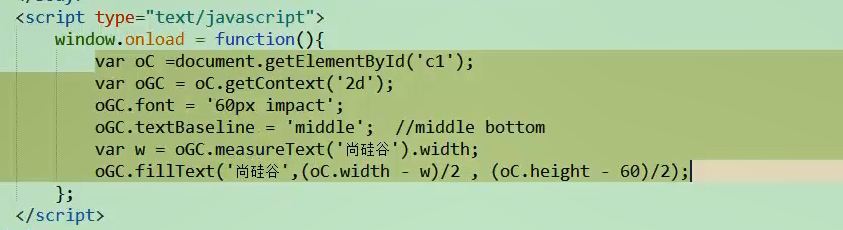 <script type="text/javascript">
window.onload = function(){
var oC =document.getElementById('c1');
var oGC = oC.getContext('2d');
oGC.font = '60px impact';
oGC.textBaseline = 'middle';  //middle bottom
var w = oGC.measureText('尚硅谷').width;
oGC.fillText('尚硅谷',(oC.width - w)/2 , (oC.height - 60)/2);
};
</script>